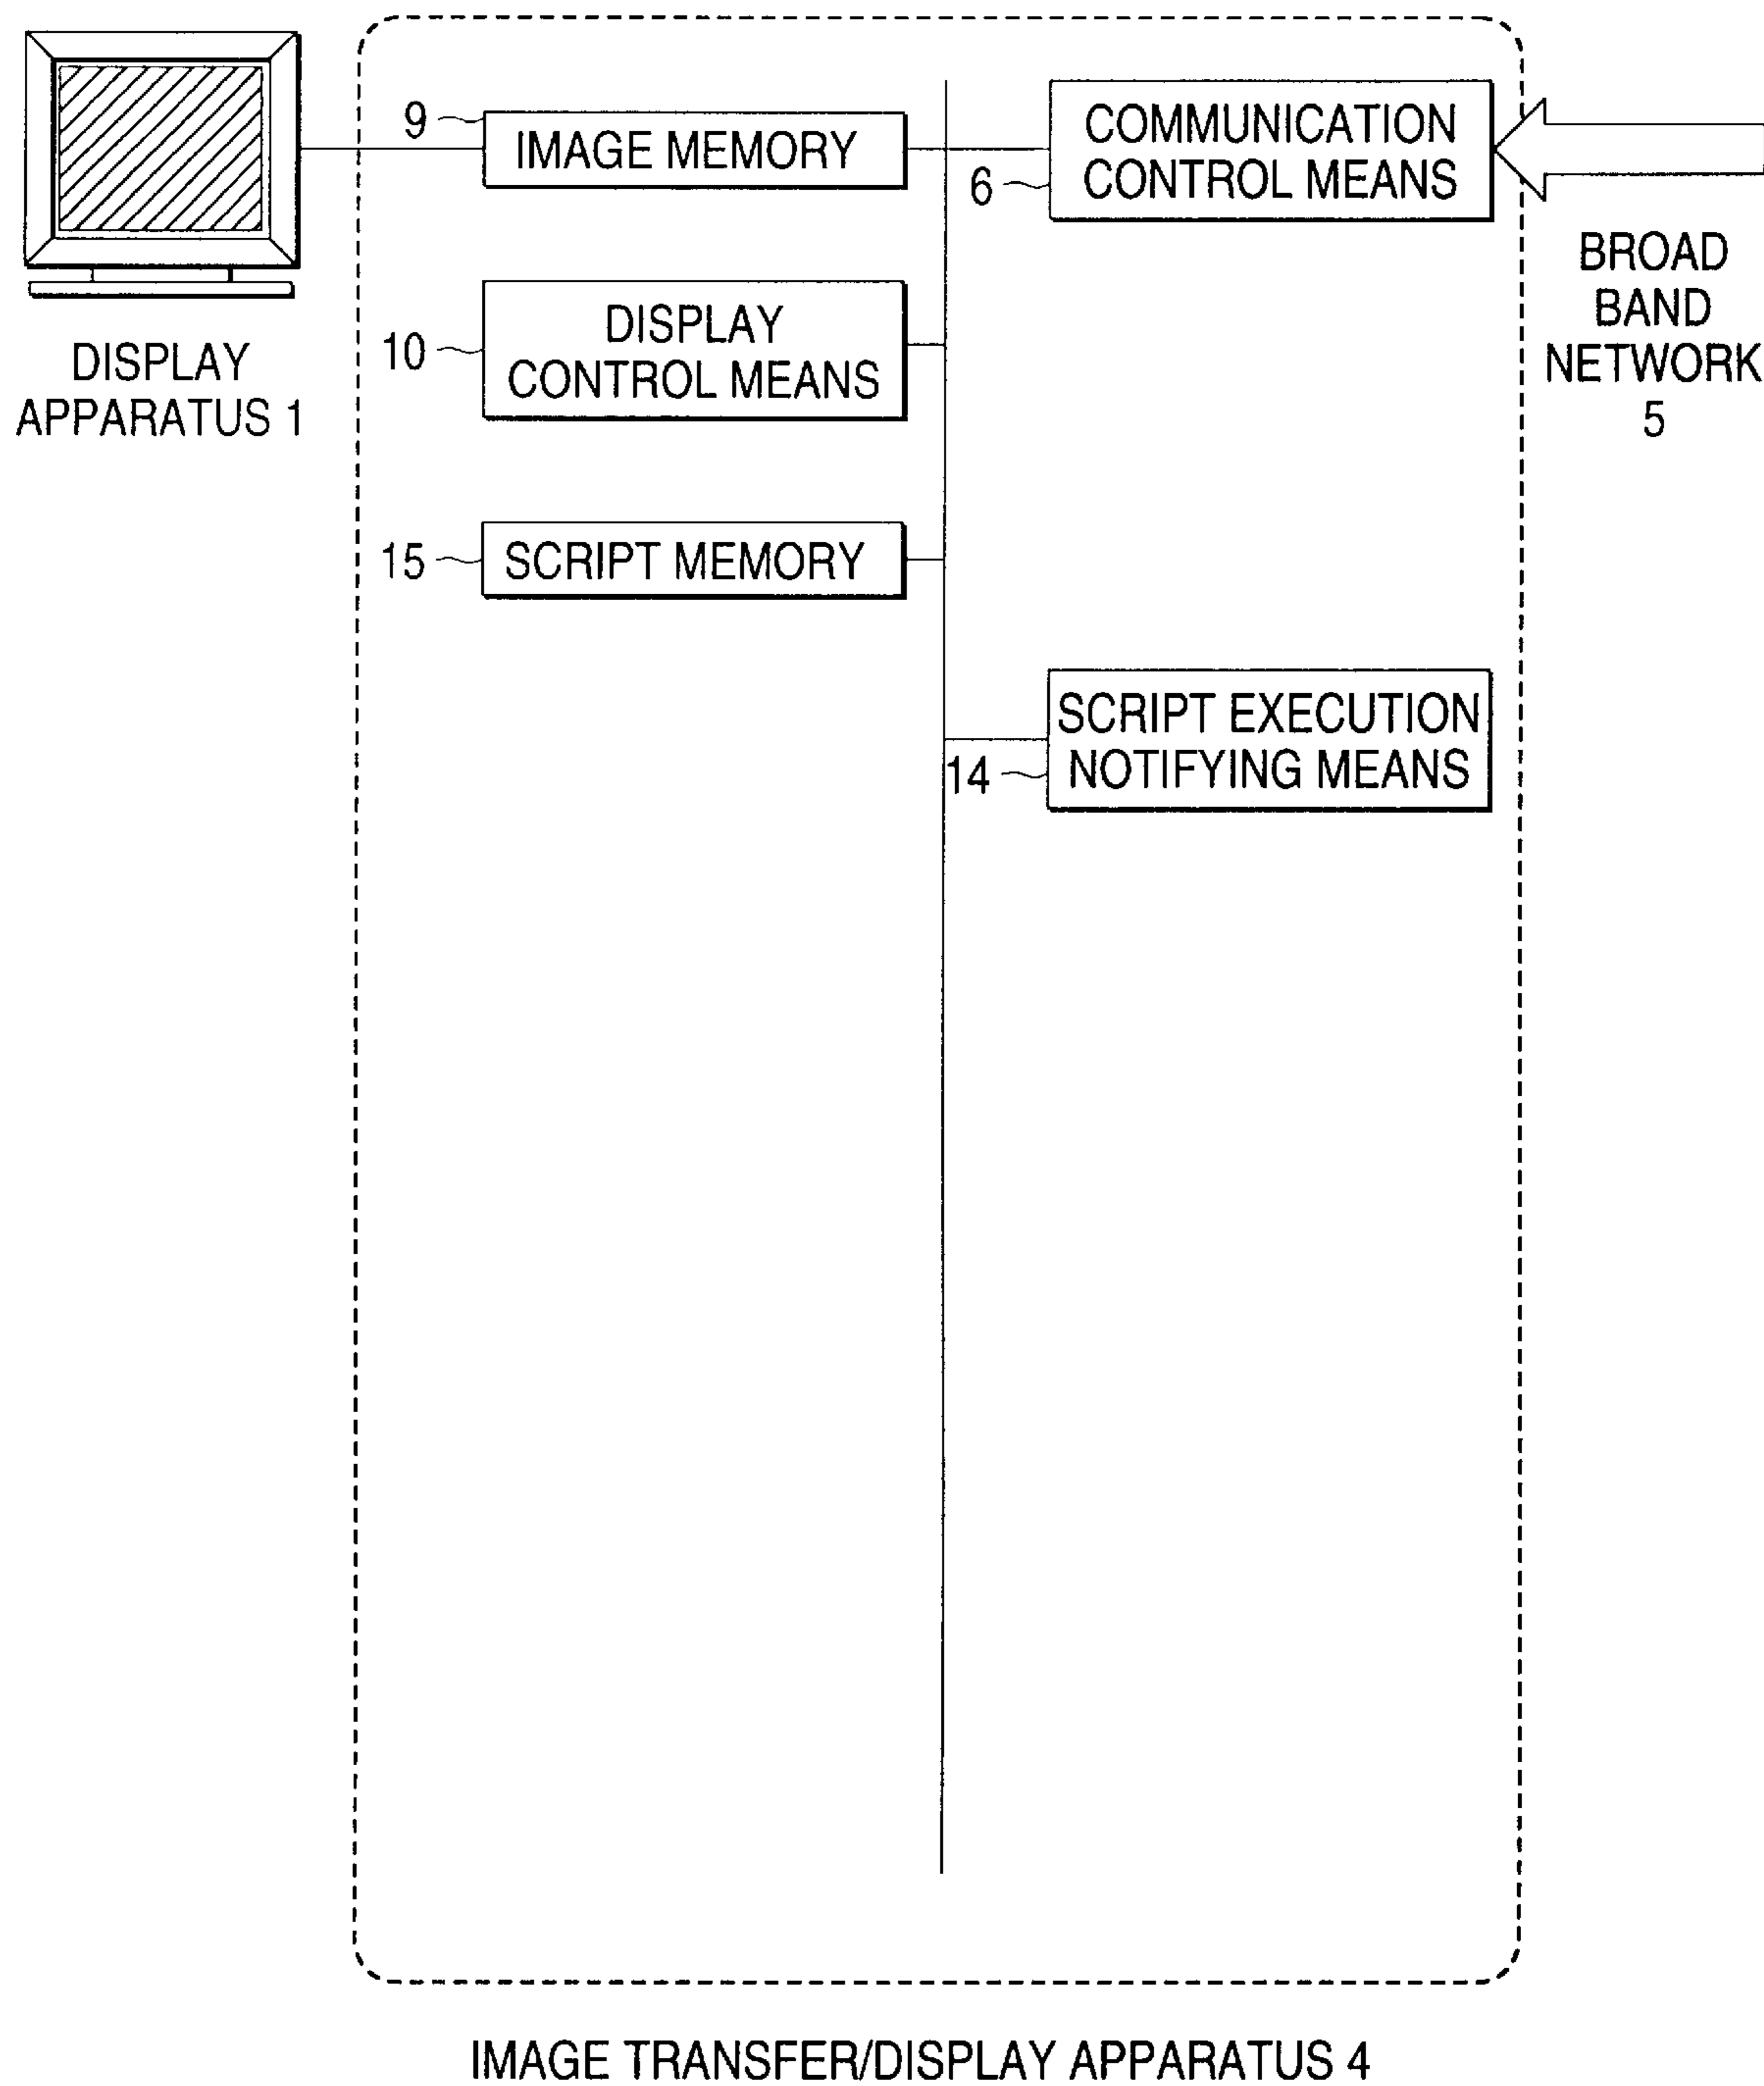 9
IMAGE MEMORY
COMMUNICATION
CONTROL MEANS
6
BROAD
BAND
NETWORK
5
DISPLAY
APPARATUS 1
10
DISPLAY
CONTROL MEANS
15
SCRIPT MEMORY
SCRIPT EXECUTION
NOTIFYING MEANS
14
IMAGE TRANSFER/DISPLAY APPARATUS 4